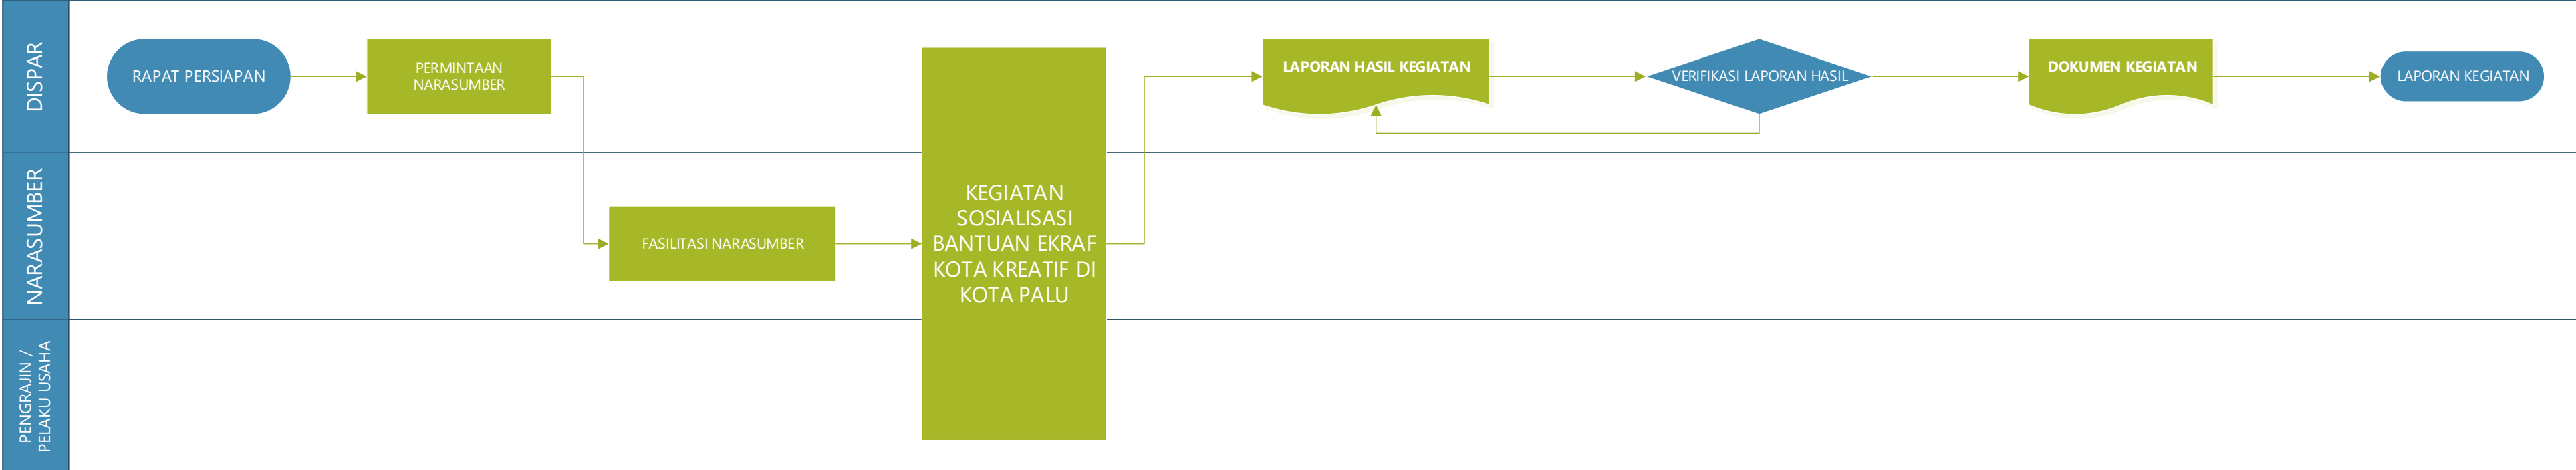 DISPAR
RAPAT PERSIAPAN
PERMINTAAN
NARASUMBER
LAPORAN HASIL KEGIATAN
VERIFIKASI LAPORAN HASIL
DOKUMEN KEGIATAN
LAPORAN KEGIATAN
NARASUMBER
FASILITASI NARASUMBER
KEGIATAN
SOSIALISASI
BANTUAN EKRAF
KOTA KREATIF DI
KOTA PALU
PENGRAJIN /
PELAKU USAHA